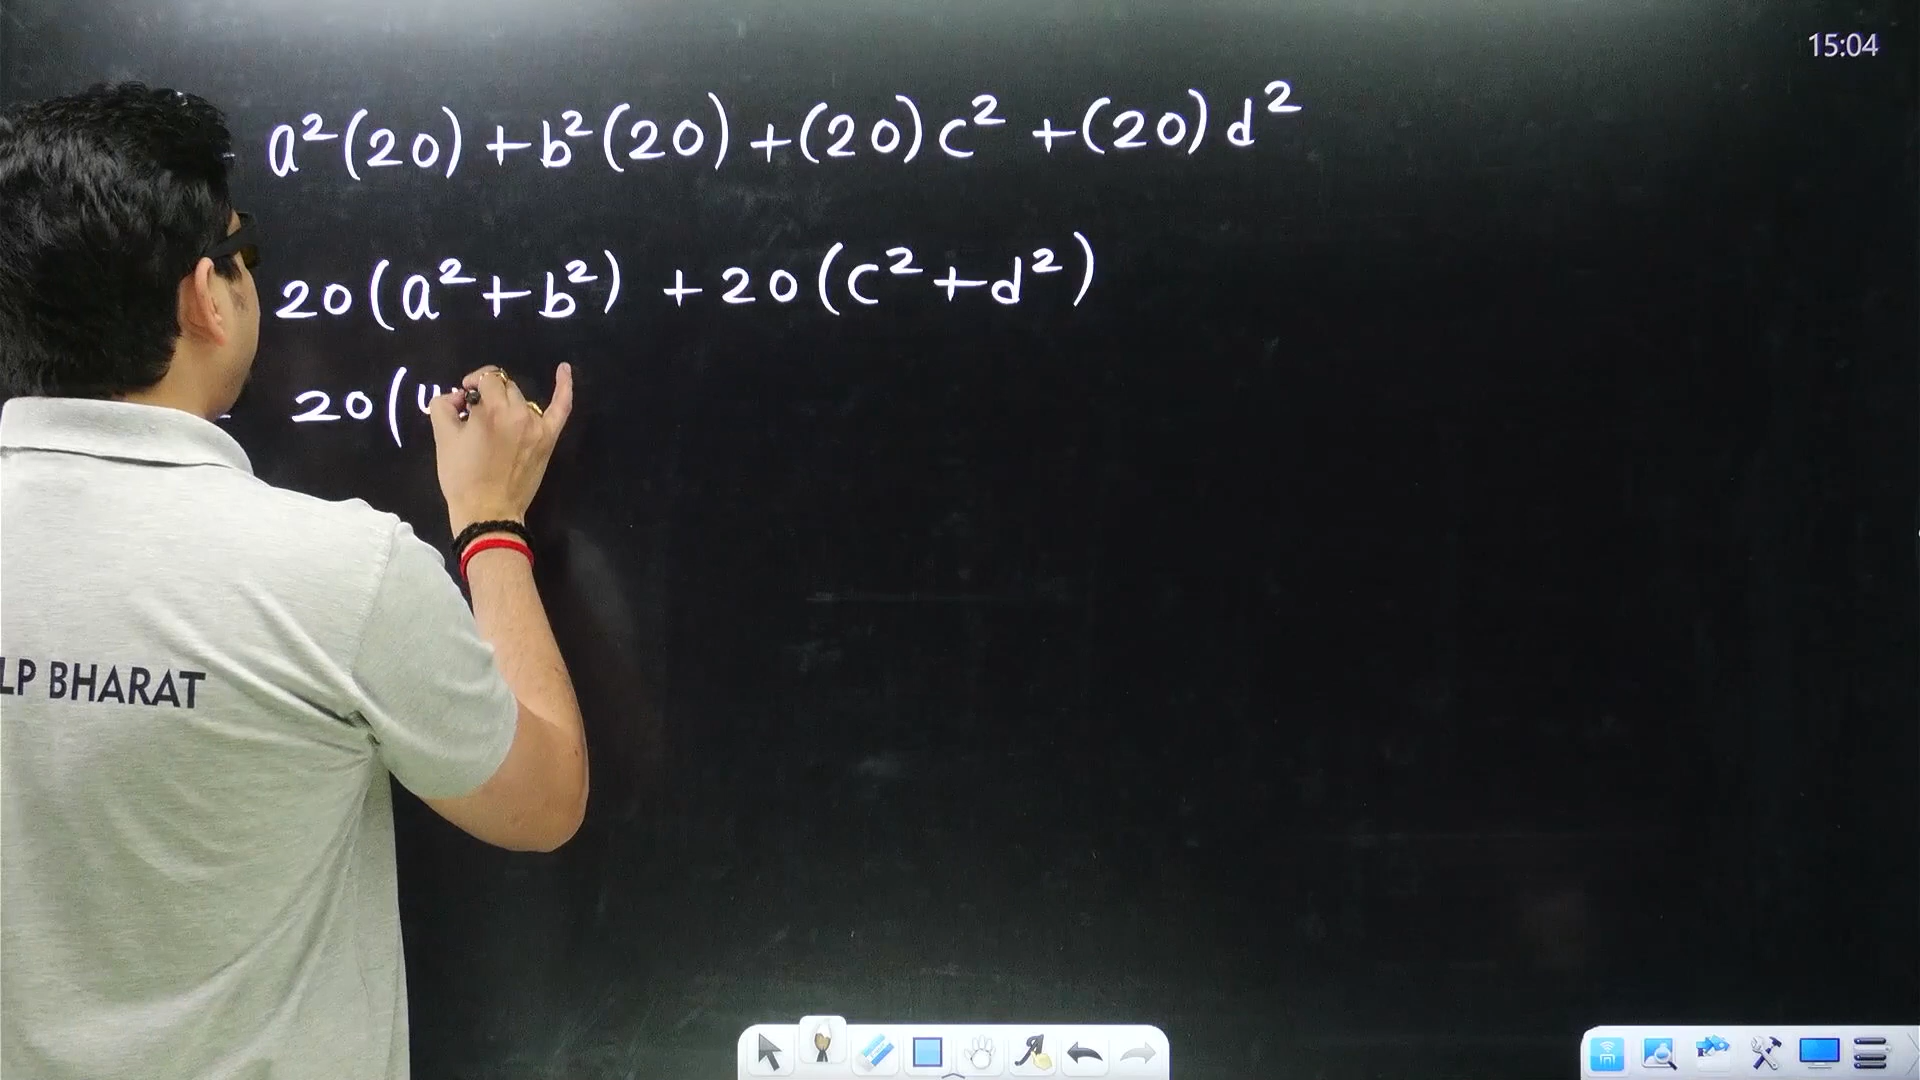 15:04
a²(20) + b²(20) + (20)c² + (20)d²
20(a² + b²) + 20(c² + d²)
20(
LP BHARAT